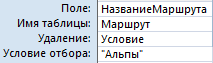 Поле: НазваниеМаршрута
Имя таблицы: Маршрут
Удаление: Условие
Условие отбора: "Альпы"